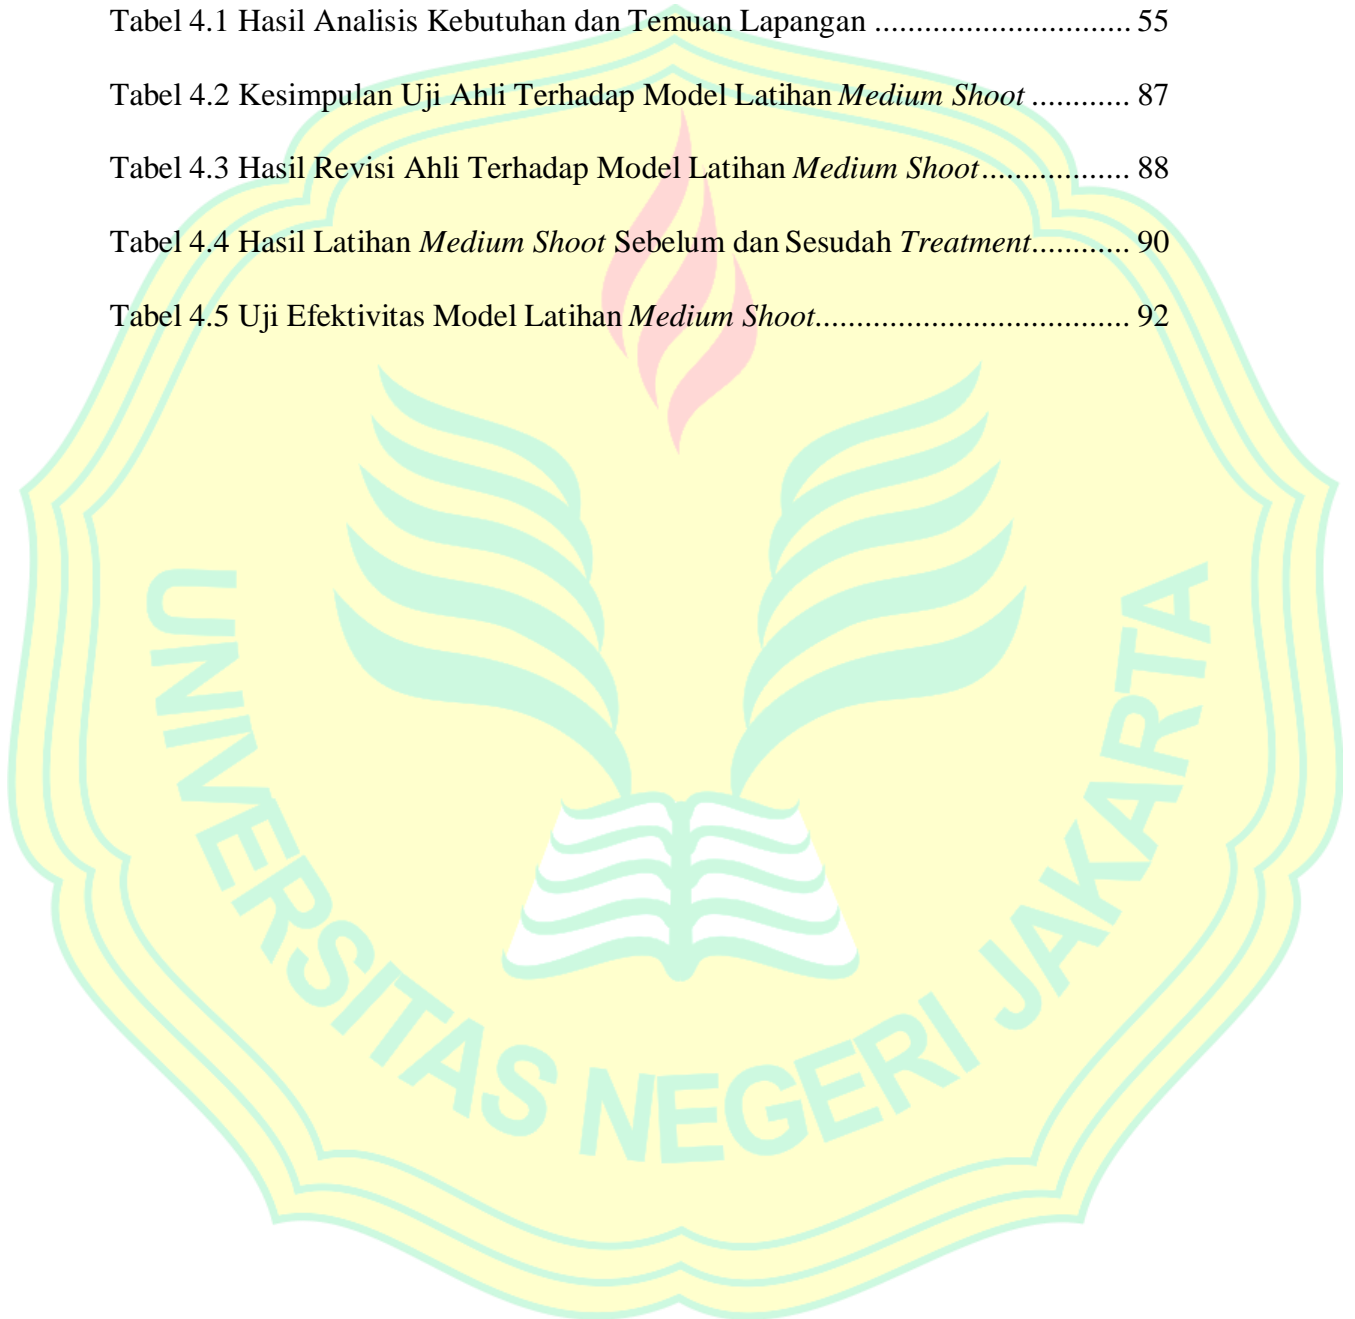 Tabel 4.1 Hasil Analisis Kebutuhan dan Temuan Lapangan ............................... 55
Tabel 4.2 Kesimpulan Uji Ahli Terhadap Model Latihan Medium Shoot ............ 87
Tabel 4.3 Hasil Revisi Ahli Terhadap Model Latihan Medium Shoot.................. 88
Tabel 4.4 Hasil Latihan Medium Shoot Sebelum dan Sesudah Treatment............ 90
Tabel 4.5 Uji Efektivitas Model Latihan Medium Shoot...................................... 92
UNIVERSITAS NEGERI JAKARTA